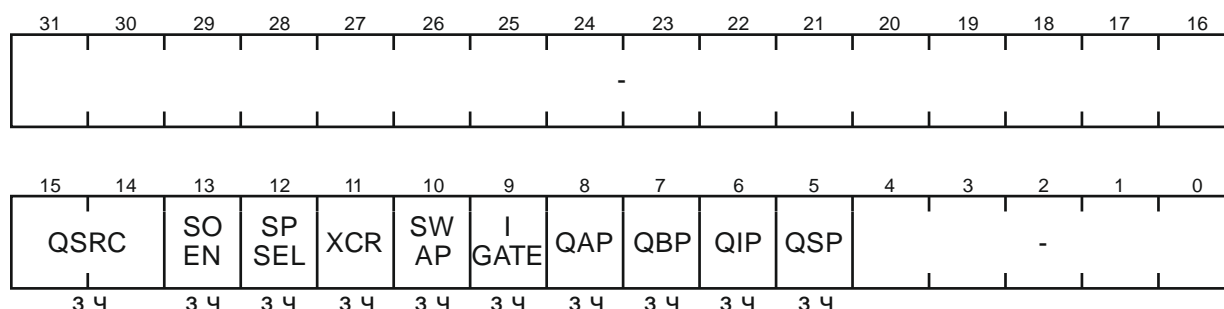 31 30 29 28 27 26 25 24 23 22 21 20 19 18 17 16
-
15 14 13 12 11 10 9 8 7 6 5 4 3 2 1 0
QSRC SO EN SP SEL XCR SW AP I GATE QAP QBP QIP QSP -
З Ч З Ч З Ч З Ч З Ч З Ч З Ч З Ч З Ч З Ч